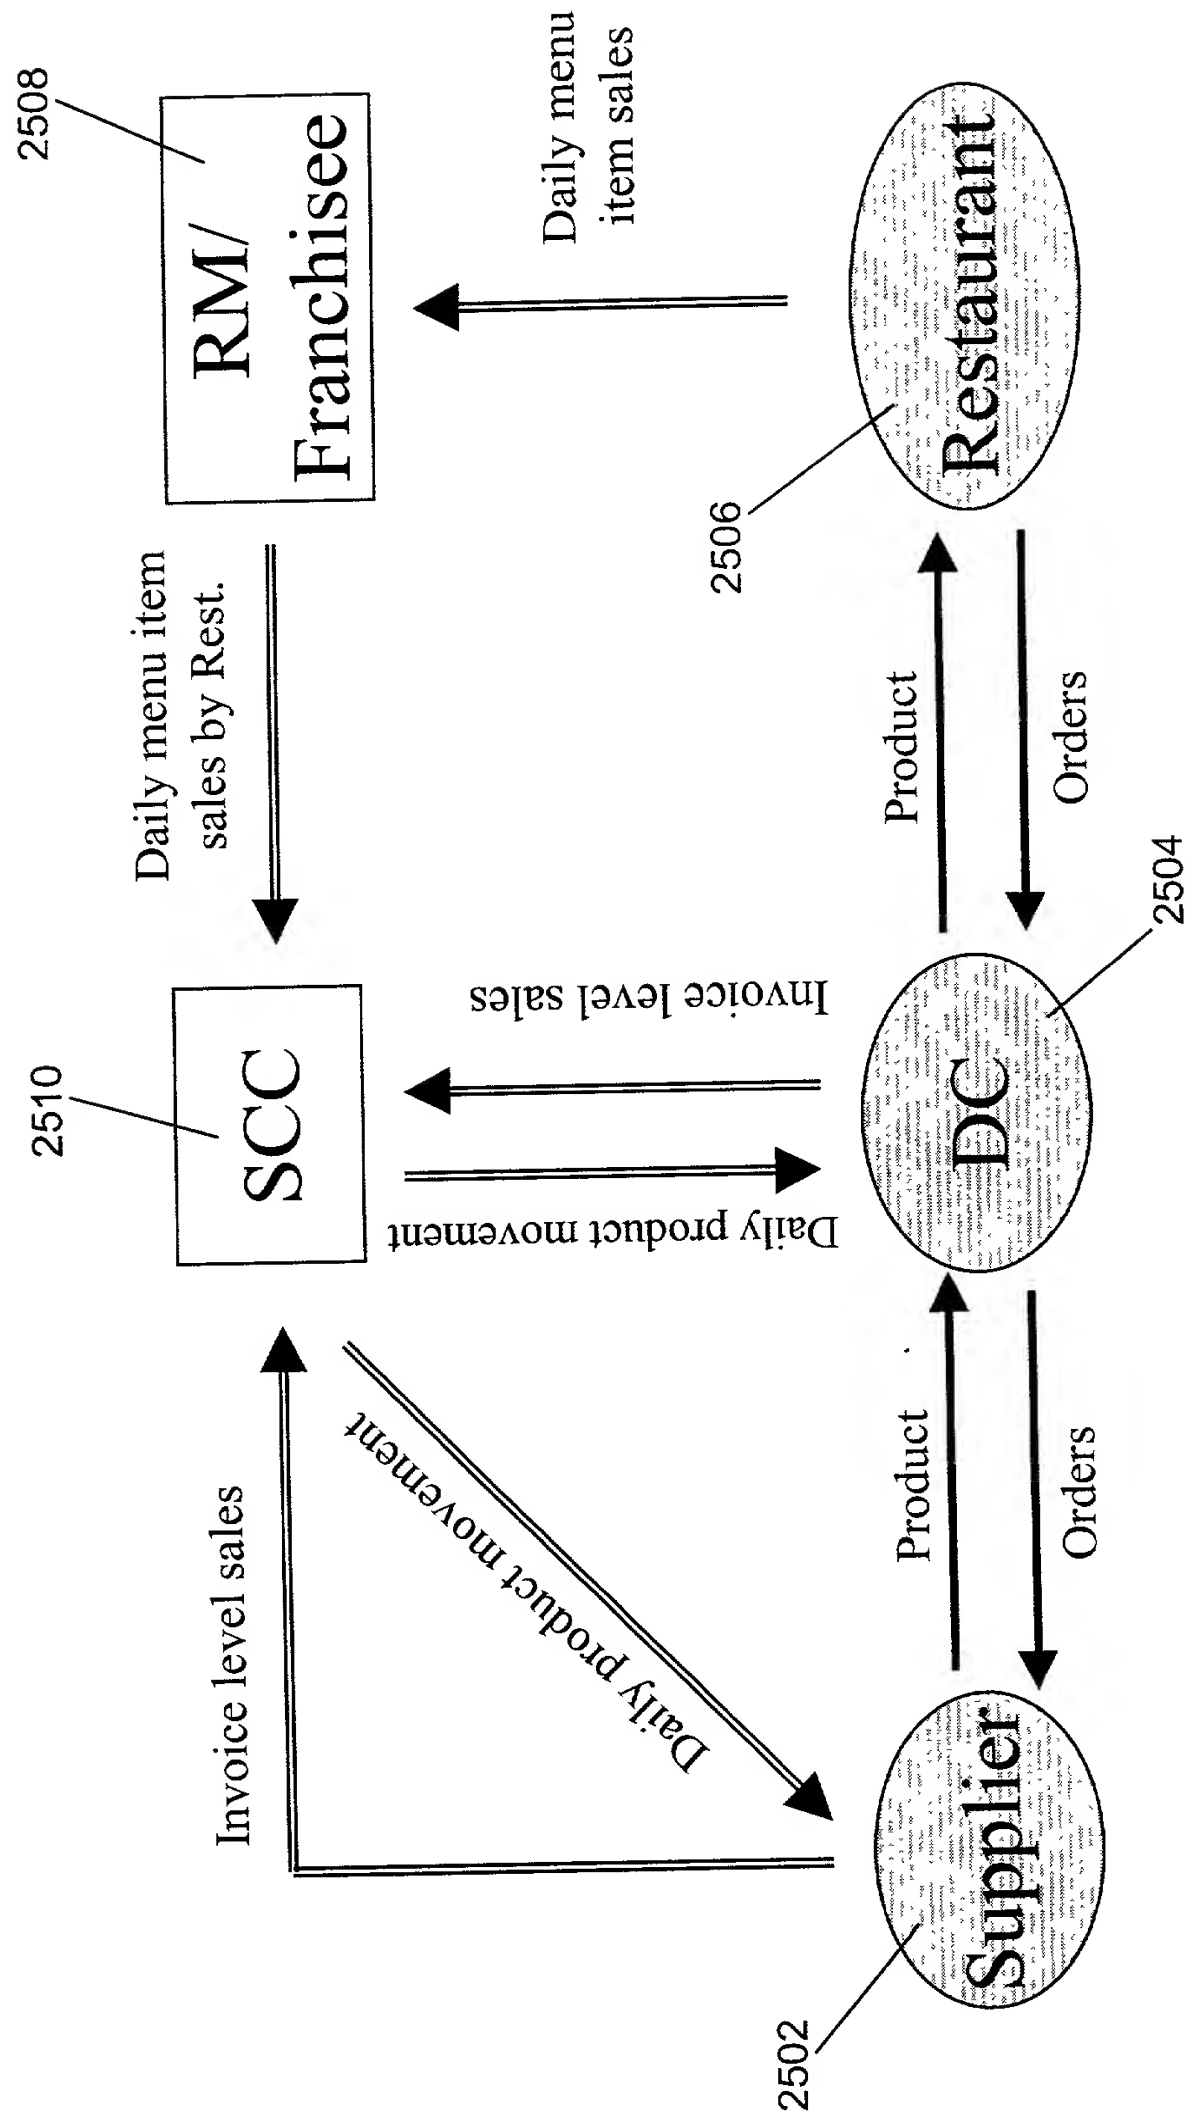 2510
2508
Daily menu item
sales by Rest.
Invoice level sales
SCC
RM/
Franchisee
Daily product movement
Daily product movement
Invoice level sales
Daily menu
item sales
2502
2506
Product
Product
Supplier
DC
Restaurant
Orders
Orders
2504